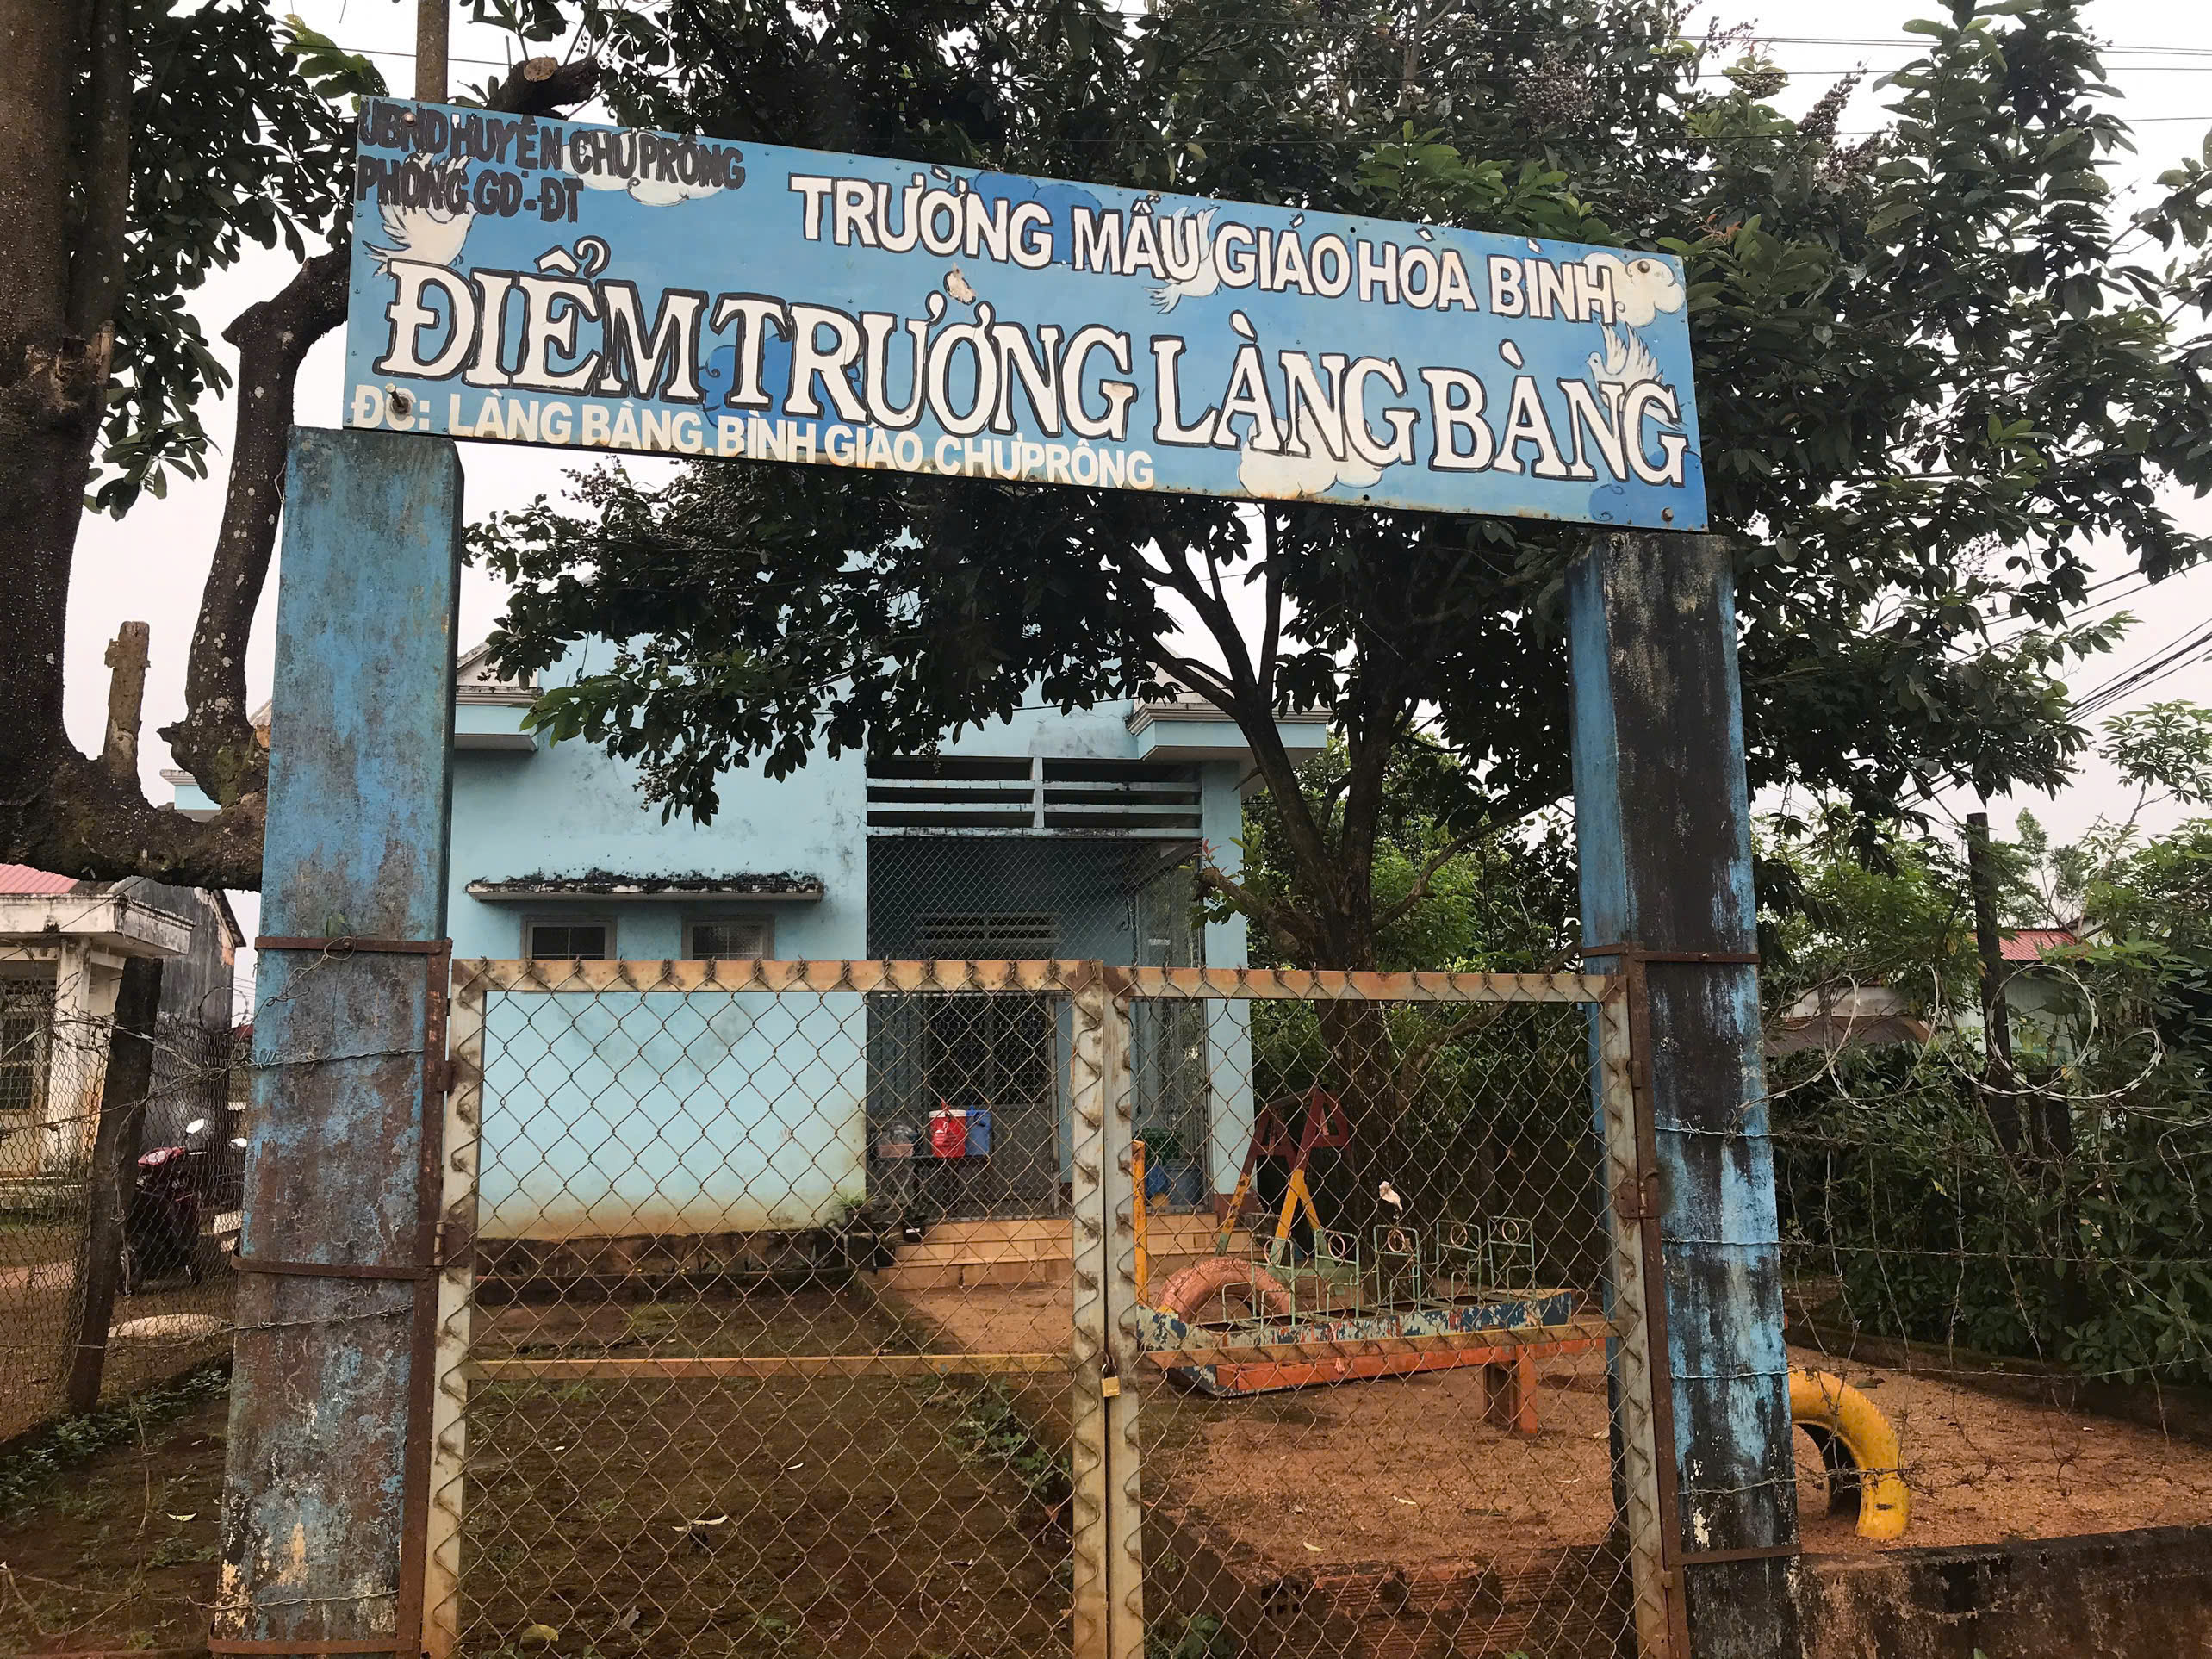 UBND HUYỆN CHƯPRÔNG
PHÒNG GD-ĐT
TRƯỜNG MẪU GIÁO HÒA BÌNH
ĐIỂM TRƯỜNG LÀNG BÀNG
ĐC: LÀNG BÀNG, BÌNH GIÁO, CHƯPRÔNG